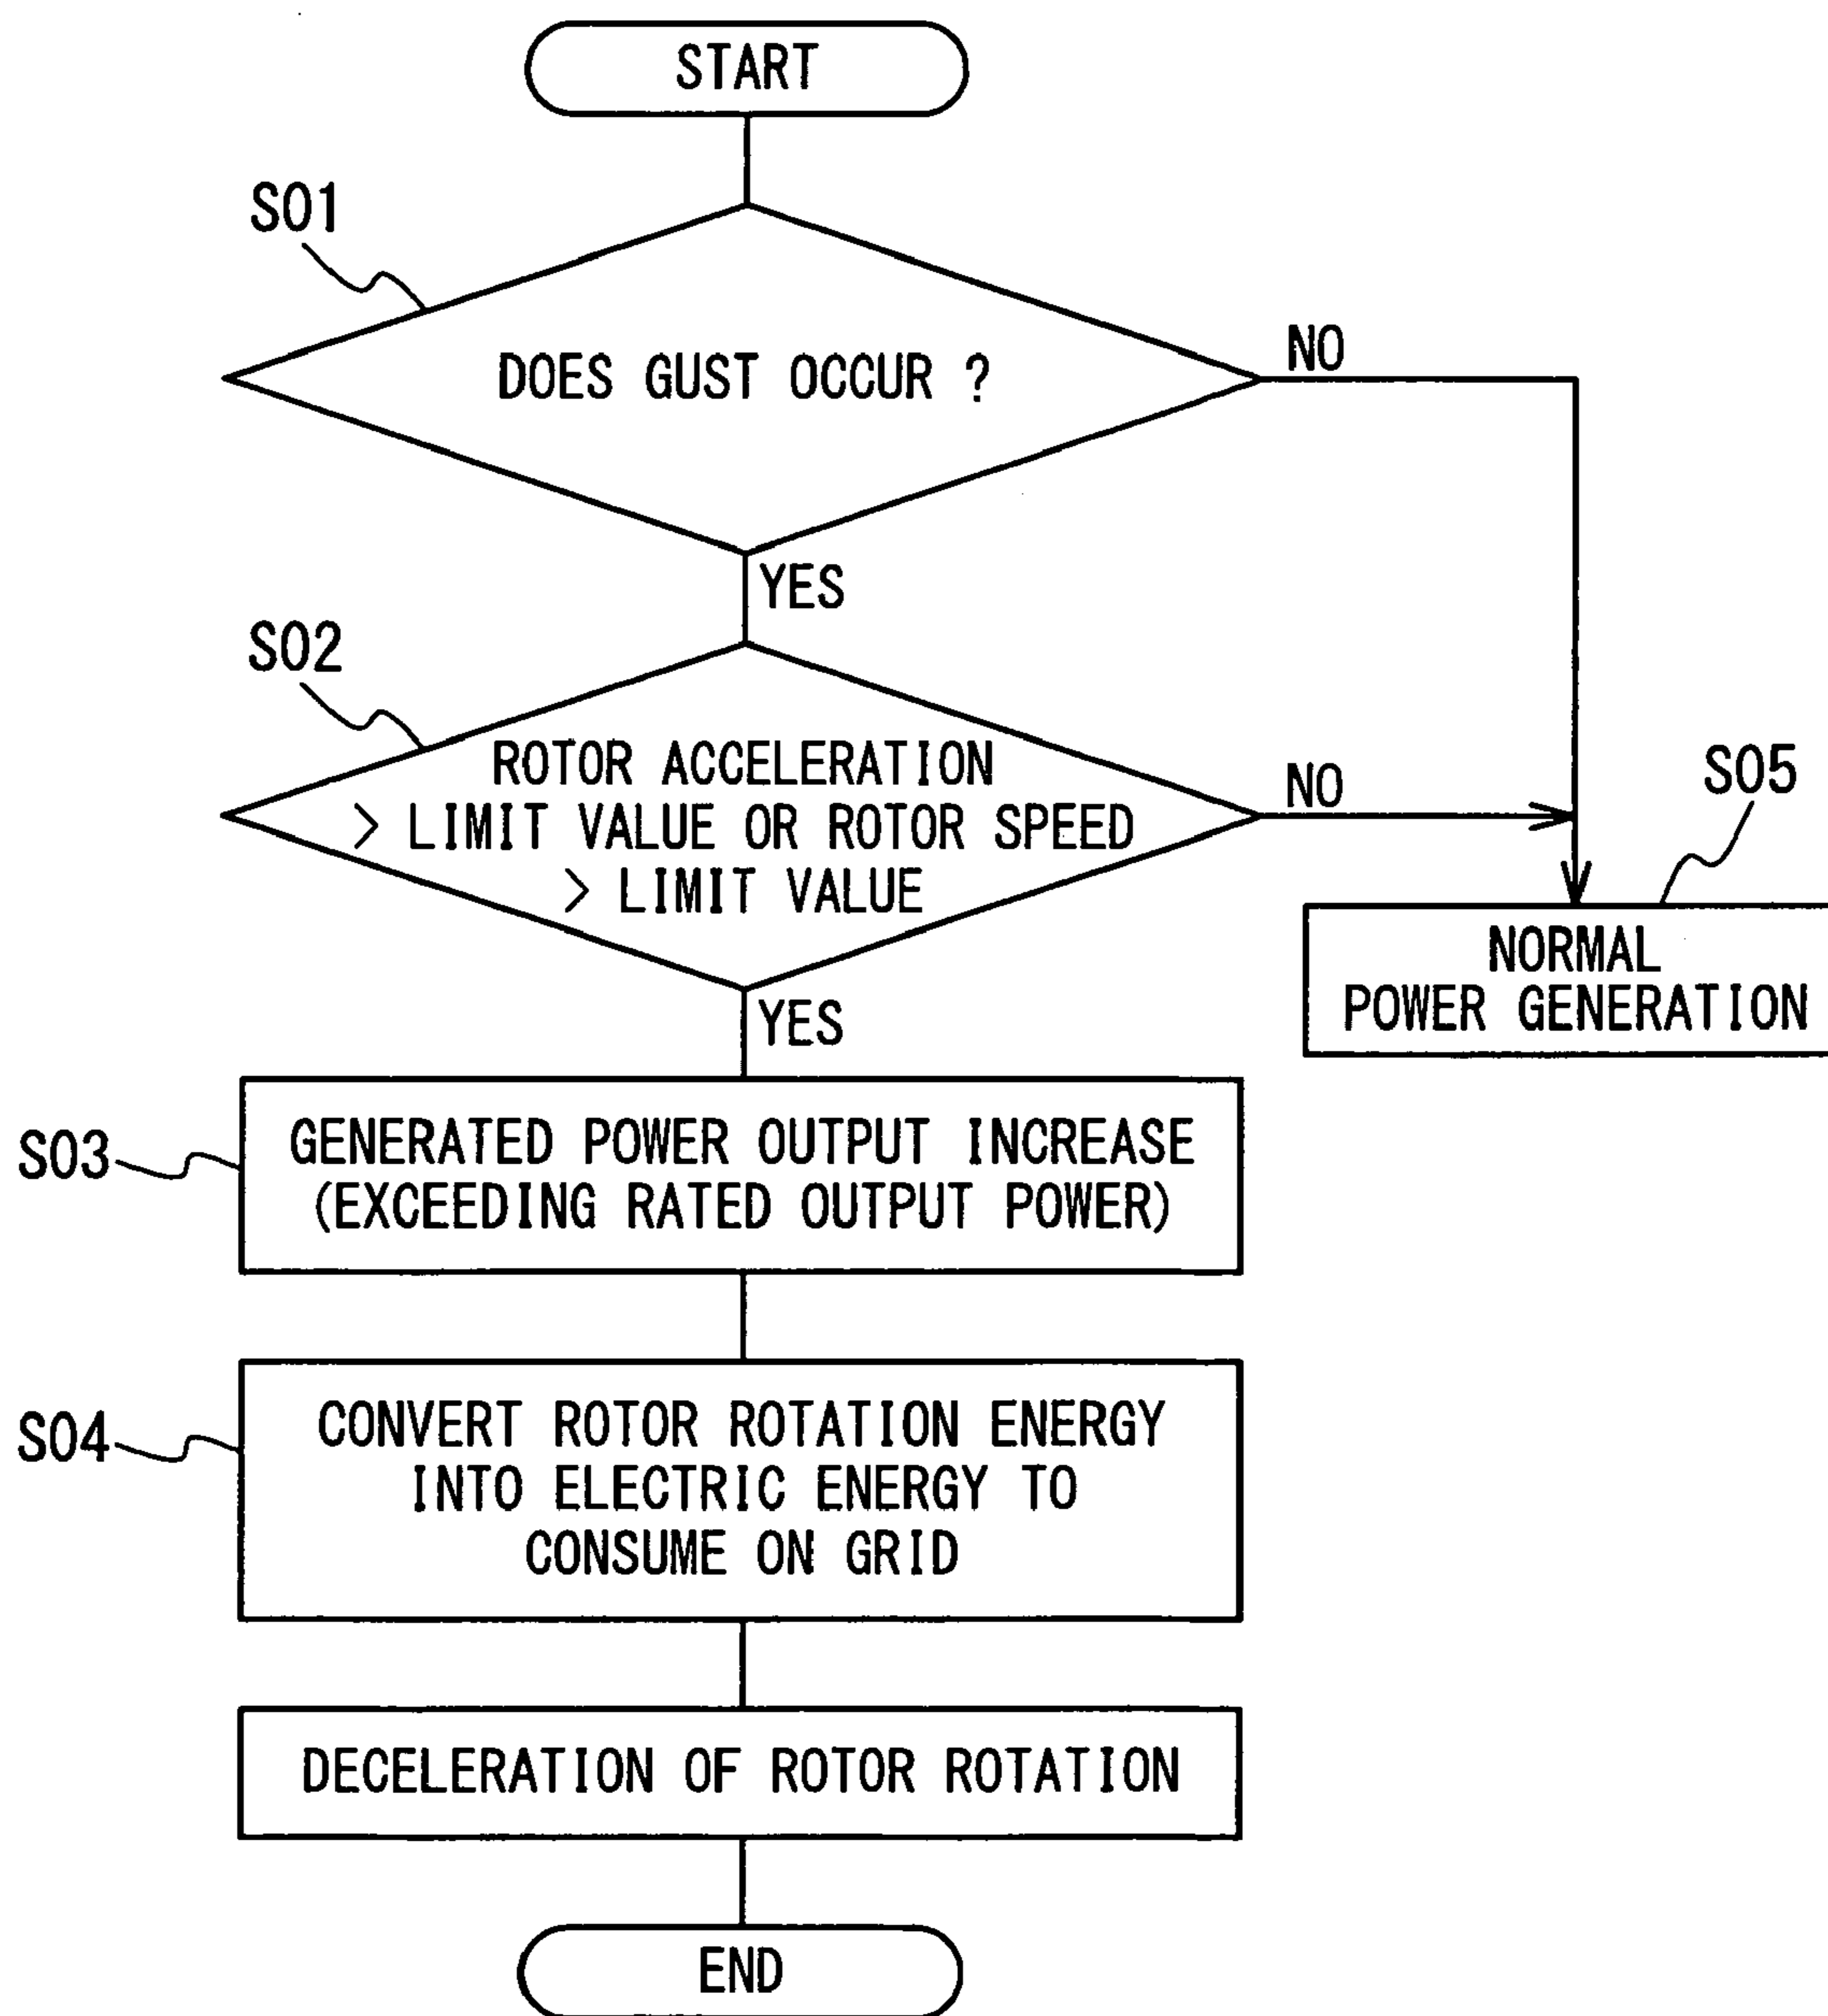 START
S01
DOES GUST OCCUR ?
NO
YES
S02
ROTOR ACCELERATION
> LIMIT VALUE OR ROTOR SPEED
> LIMIT VALUE
NO
S05
NORMAL
POWER GENERATION
YES
S03
GENERATED POWER OUTPUT INCREASE
(EXCEEDING RATED OUTPUT POWER)
S04
CONVERT ROTOR ROTATION ENERGY
INTO ELECTRIC ENERGY TO
CONSUME ON GRID
DECELERATION OF ROTOR ROTATION
END